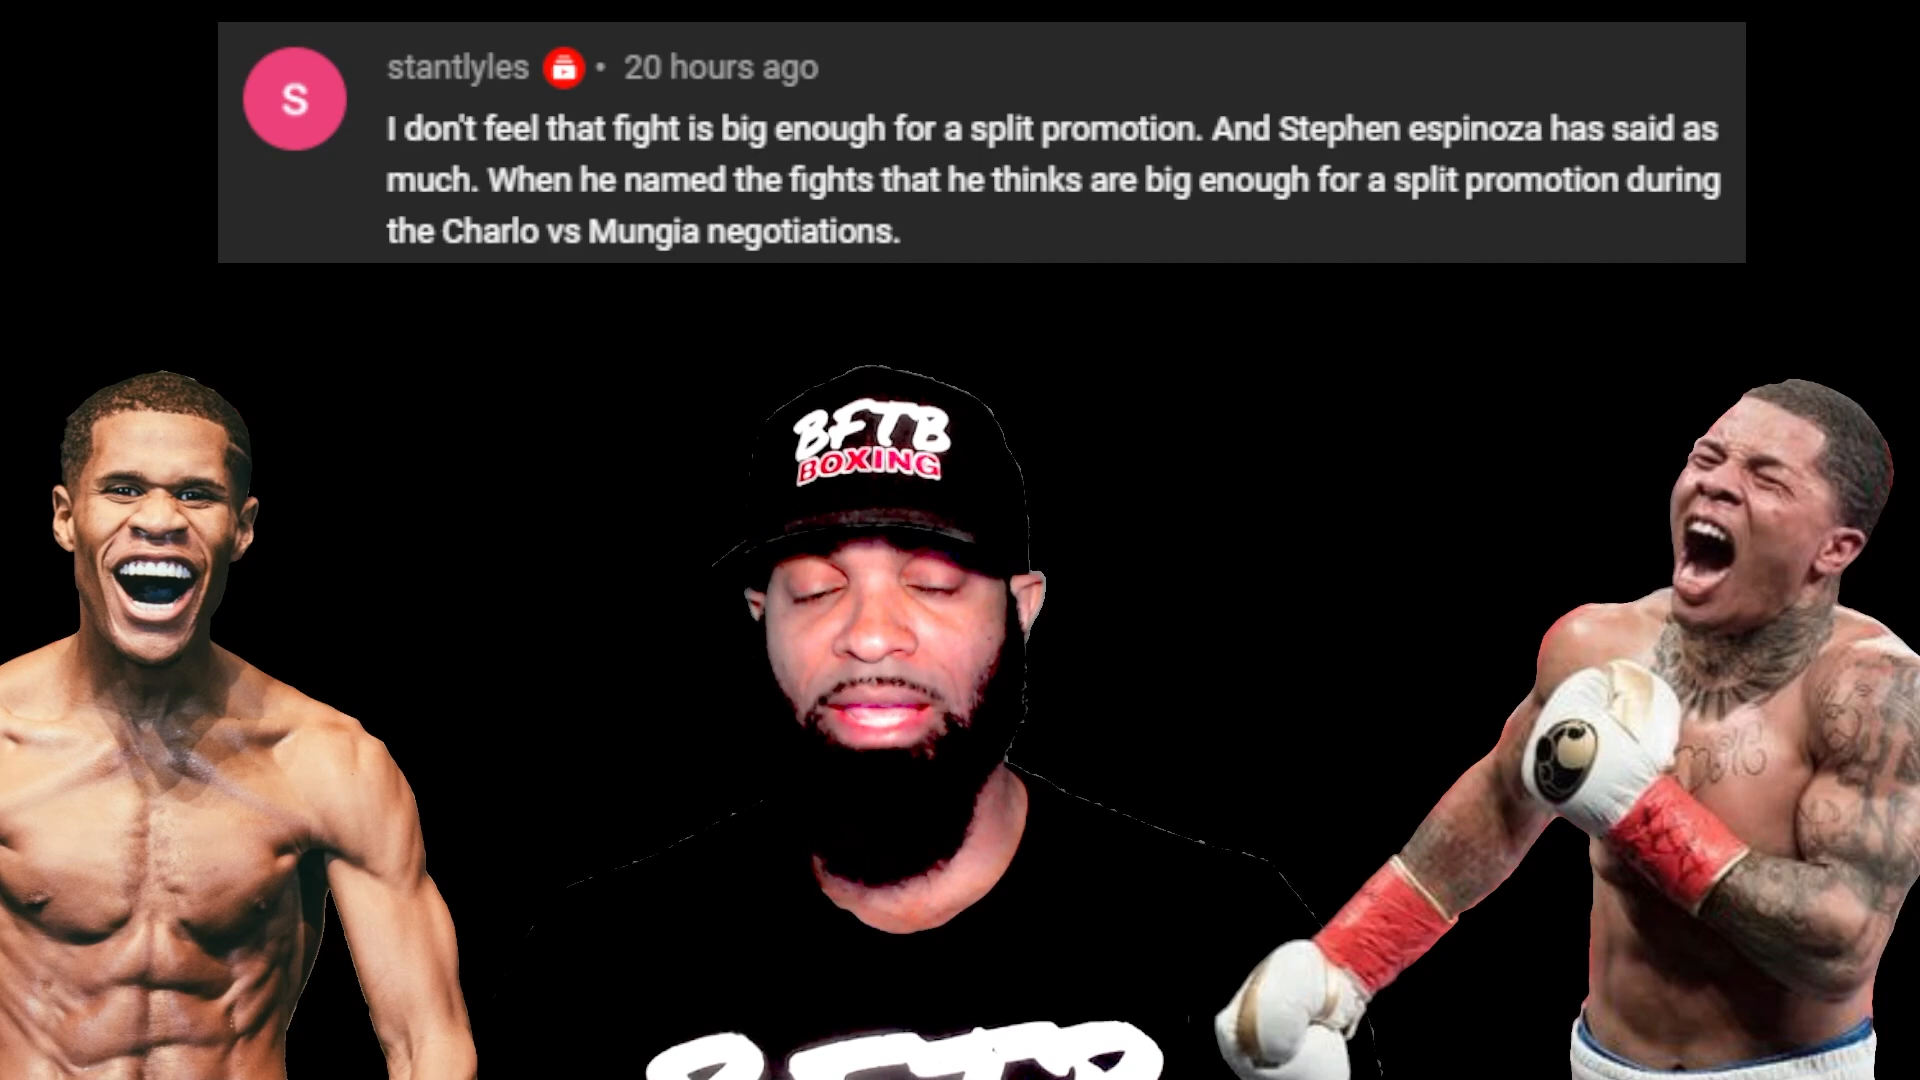 S
stantlyles • 20 hours ago
I don't feel that fight is big enough for a split promotion. And Stephen espinoza has said as
much. When he named the fights that he thinks are big enough for a split promotion during
the Charlo vs Mungia negotiations.
BFTB
BOXING
BFTB